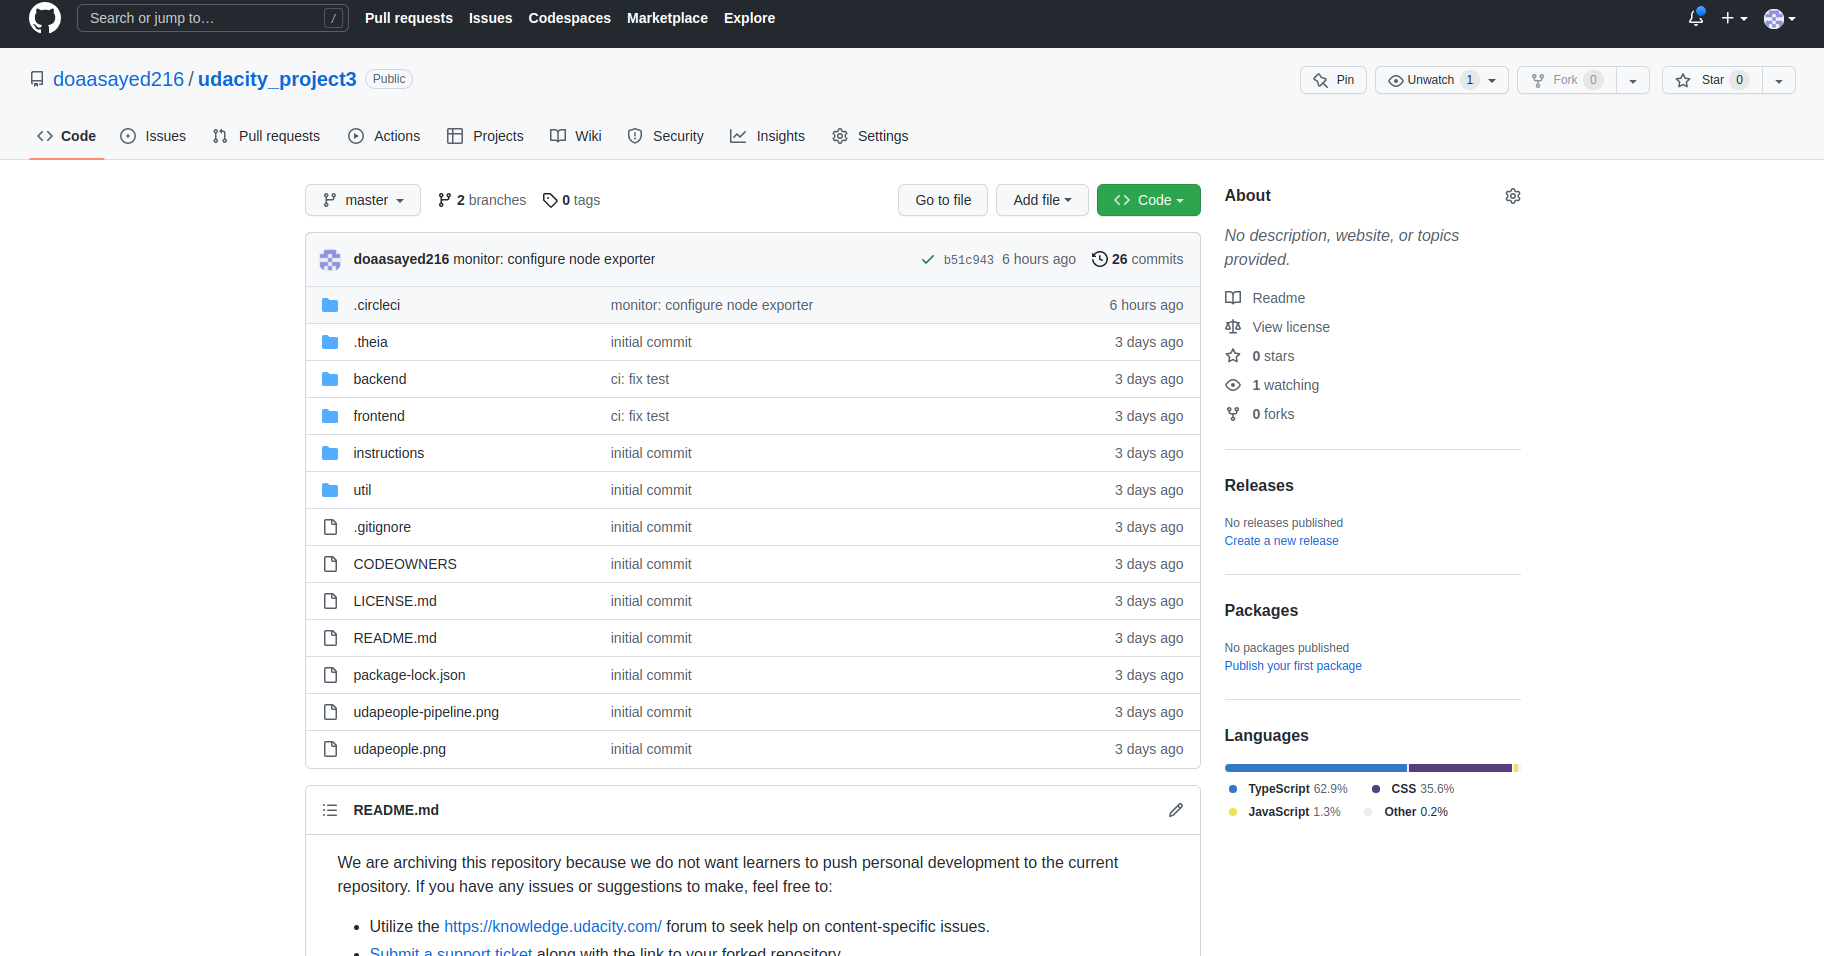 Search or jump to… /
Pull requests Issues Codespaces Marketplace Explore
doaasayed216 / udacity_project3 Public
Pin Unwatch 1 Fork 0 Star 0
Code Issues Pull requests Actions Projects Wiki Security Insights Settings
master 2 branches 0 tags Go to file Add file Code
doaasayed216 monitor: configure node exporter b51c943 6 hours ago 26 commits
.circleci monitor: configure node exporter 6 hours ago
.theia initial commit 3 days ago
backend ci: fix test 3 days ago
frontend ci: fix test 3 days ago
instructions initial commit 3 days ago
util initial commit 3 days ago
.gitignore initial commit 3 days ago
CODEOWNERS initial commit 3 days ago
LICENSE.md initial commit 3 days ago
README.md initial commit 3 days ago
package-lock.json initial commit 3 days ago
udapeople-pipeline.png initial commit 3 days ago
udapeople.png initial commit 3 days ago
README.md
We are archiving this repository because we do not want learners to push personal development to the current
repository. If you have any issues or suggestions to make, feel free to:
• Utilize the https://knowledge.udacity.com/ forum to seek help on content-specific issues.
• Submit a support ticket along with the link to your forked repository
About
No description, website, or topics
provided.
Readme
View license
0 stars
1 watching
0 forks
Releases
No releases published
Create a new release
Packages
No packages published
Publish your first package
Languages
TypeScript 62.9% CSS 35.6%
JavaScript 1.3% Other 0.2%